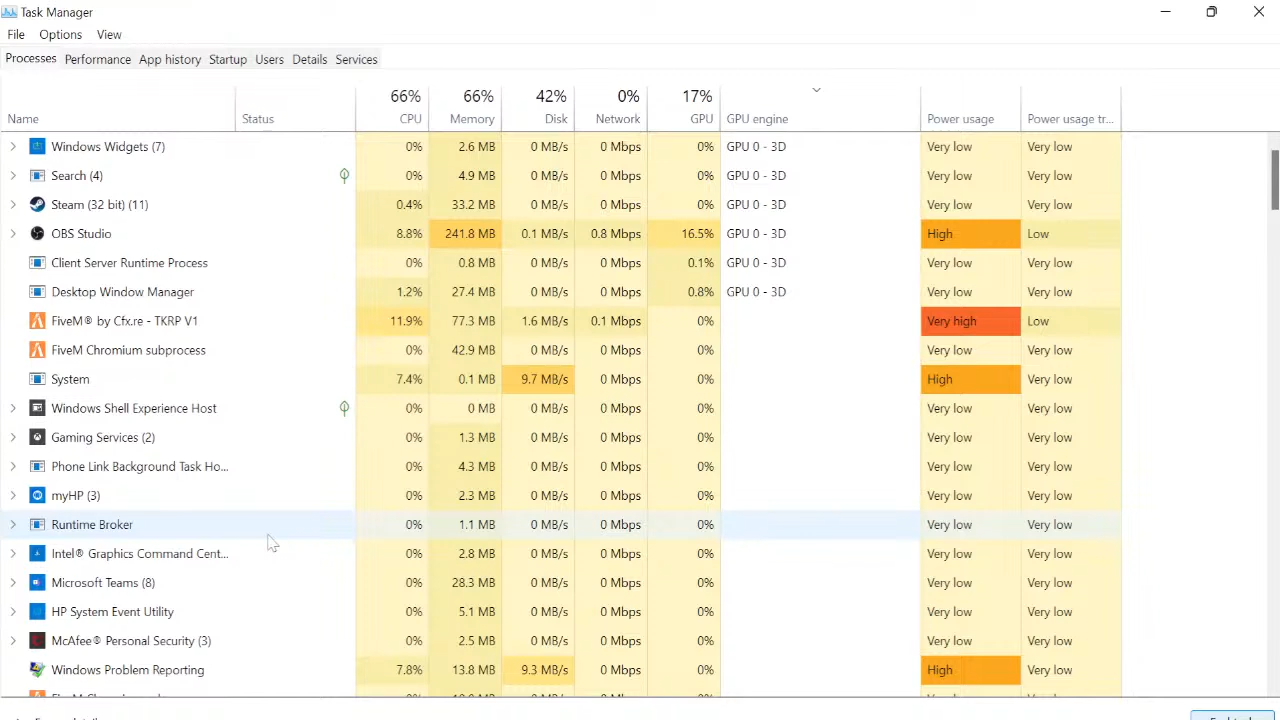 Task Manager
File Options View
Processes Performance App history Startup Users Details Services
66% 66% 42% 0% 17%
Name Status CPU Memory Disk Network GPU GPU engine Power usage Power usage tr...
Windows Widgets (7) 0% 2.6 MB 0 MB/s 0 Mbps 0% GPU 0 - 3D Very low Very low
Search (4) 0% 4.9 MB 0 MB/s 0 Mbps 0% GPU 0 - 3D Very low Very low
Steam (32 bit) (11) 0.4% 33.2 MB 0 MB/s 0 Mbps 0% GPU 0 - 3D Very low Very low
OBS Studio 8.8% 241.8 MB 0.1 MB/s 0.8 Mbps 16.5% GPU 0 - 3D High Low
Client Server Runtime Process 0% 0.8 MB 0 MB/s 0 Mbps 0.1% GPU 0 - 3D Very low Very low
Desktop Window Manager 1.2% 27.4 MB 0 MB/s 0 Mbps 0.8% GPU 0 - 3D Very low Very low
FiveM® by Cfx.re - TKRP V1 11.9% 77.3 MB 1.6 MB/s 0.1 Mbps 0% Very high Low
FiveM Chromium subprocess 0% 42.9 MB 0 MB/s 0 Mbps 0% Very low Very low
System 7.4% 0.1 MB 9.7 MB/s 0 Mbps 0% High Very low
Windows Shell Experience Host 0% 0 MB 0 MB/s 0 Mbps 0% Very low Very low
Gaming Services (2) 0% 1.3 MB 0 MB/s 0 Mbps 0% Very low Very low
Phone Link Background Task Ho... 0% 4.3 MB 0 MB/s 0 Mbps 0% Very low Very low
myHP (3) 0% 2.3 MB 0 MB/s 0 Mbps 0% Very low Very low
Runtime Broker 0% 1.1 MB 0 MB/s 0 Mbps 0% Very low Very low
Intel® Graphics Command Cent... 0% 2.8 MB 0 MB/s 0 Mbps 0% Very low Very low
Microsoft Teams (8) 0% 28.3 MB 0 MB/s 0 Mbps 0% Very low Very low
HP System Event Utility 0% 5.1 MB 0 MB/s 0 Mbps 0% Very low Very low
McAfee® Personal Security (3) 0% 2.5 MB 0 MB/s 0 Mbps 0% Very low Very low
Windows Problem Reporting 7.8% 13.8 MB 9.3 MB/s 0 Mbps 0% High Very low